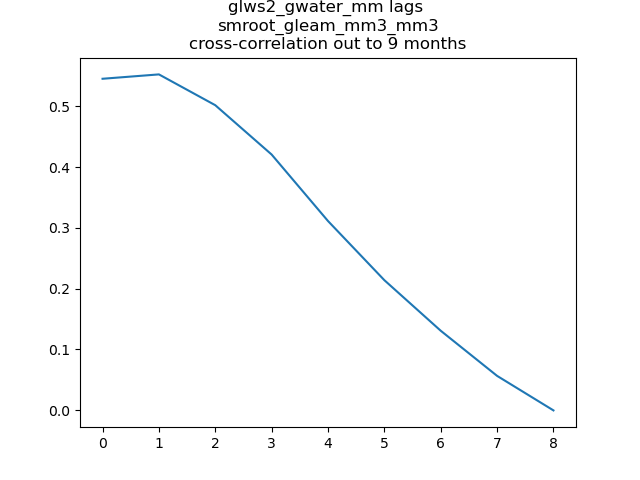 glws2_gwater_mm lags
smroot_gleam_mm3_mm3
cross-correlation out to 9 months
0.5
0.4
0.3
0.2
0.1
0.0
0 1 2 3 4 5 6 7 8